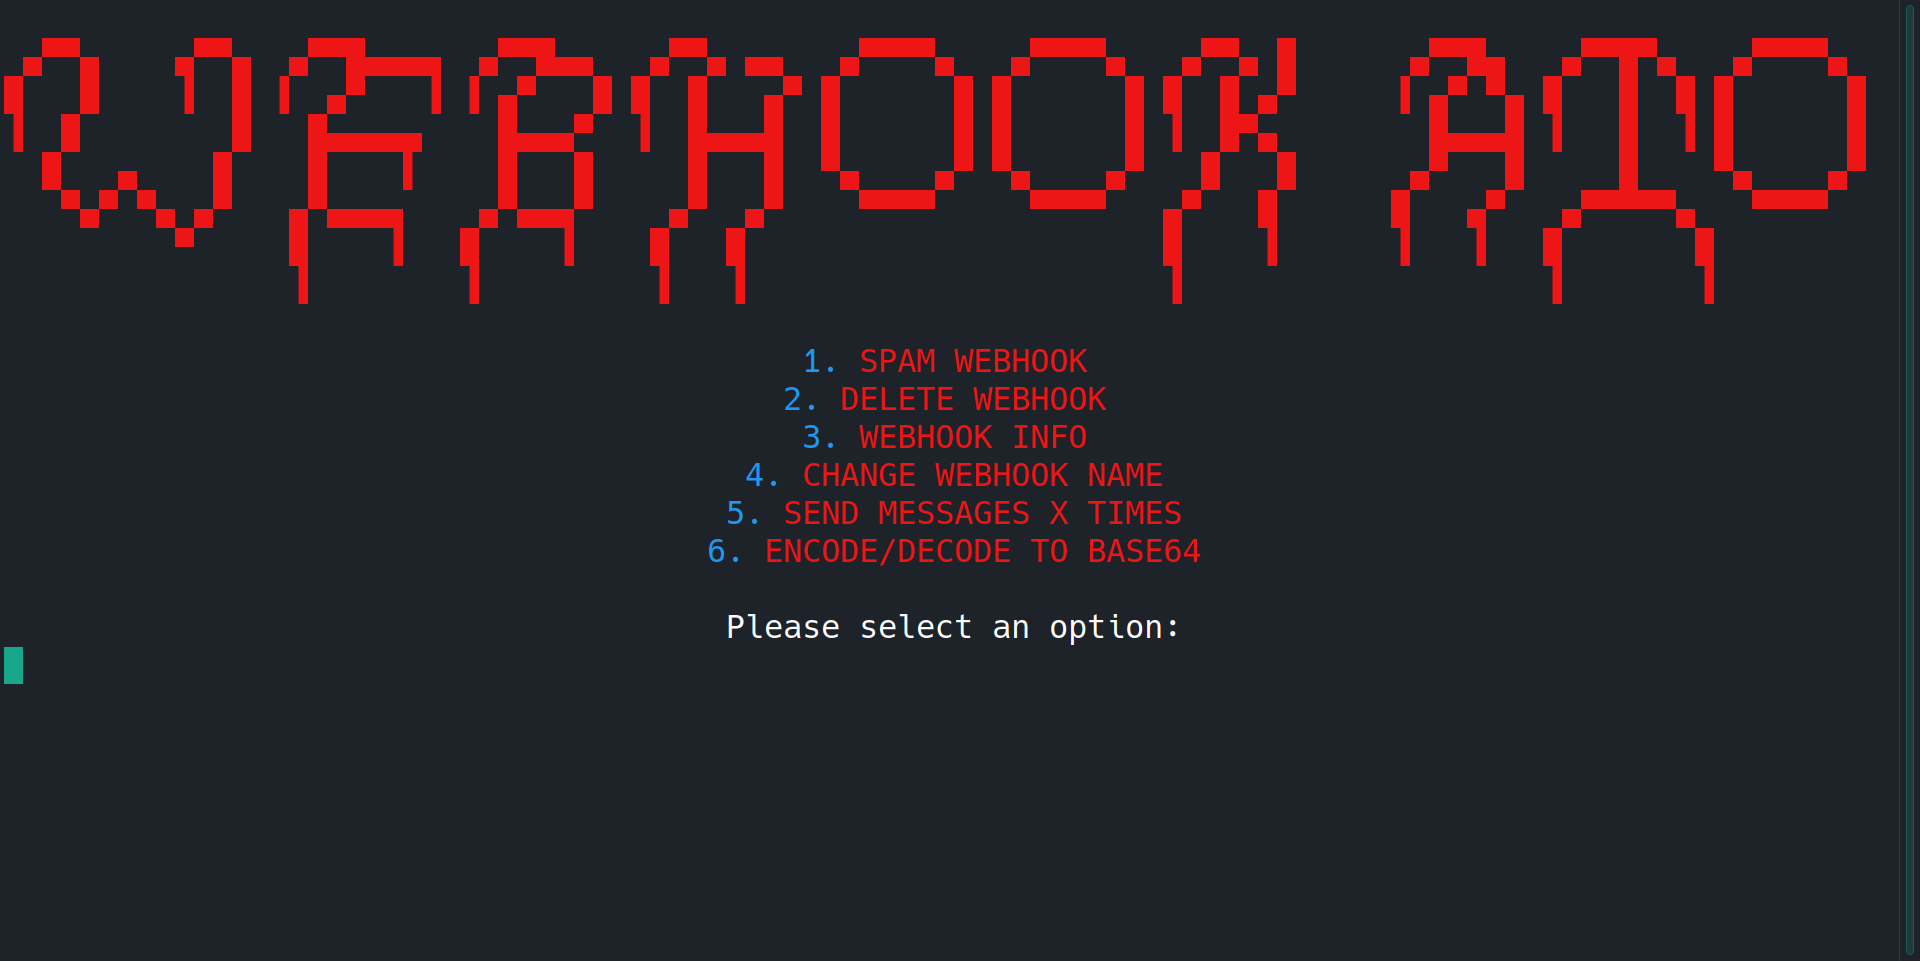 WEBHOOK AIO
1. SPAM WEBHOOK
2. DELETE WEBHOOK
3. WEBHOOK INFO
4. CHANGE WEBHOOK NAME
5. SEND MESSAGES X TIMES
6. ENCODE/DECODE TO BASE64
Please select an option: